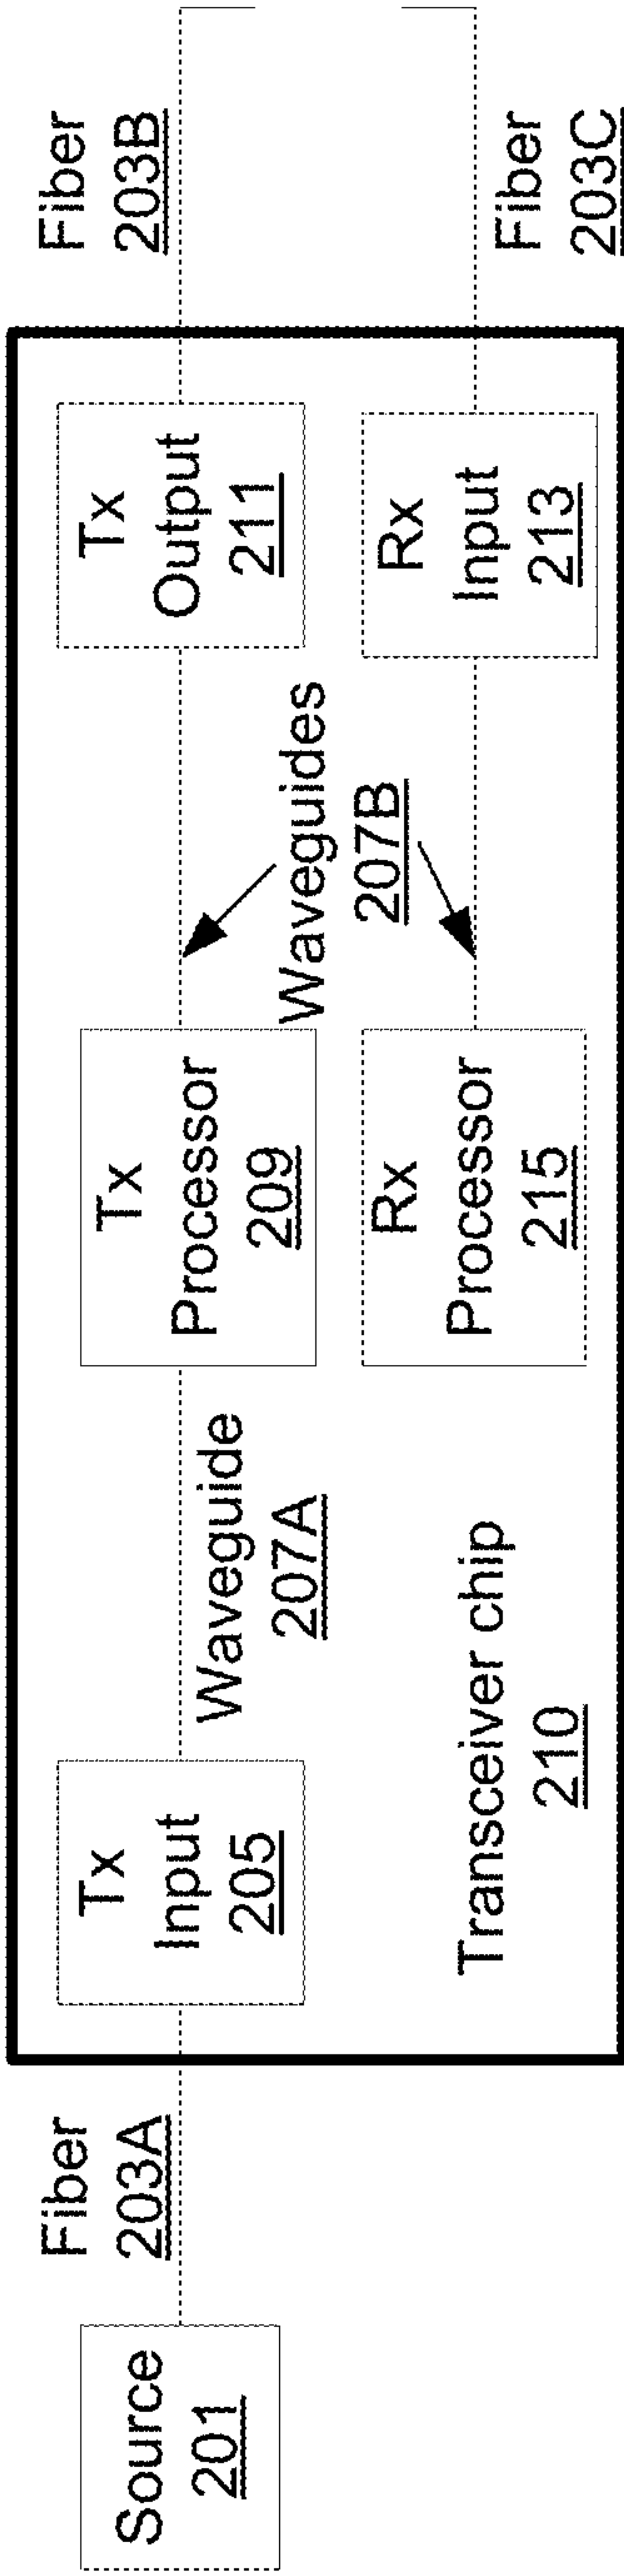 Source
201
Fiber
203A
Tx
Input
205
Waveguide
207A
Tx
Processor
209
Waveguides
207B
Tx
Output
211
Fiber
203B
Transceiver chip
210
Rx
Processor
215
Rx
Input
213
Fiber
203C